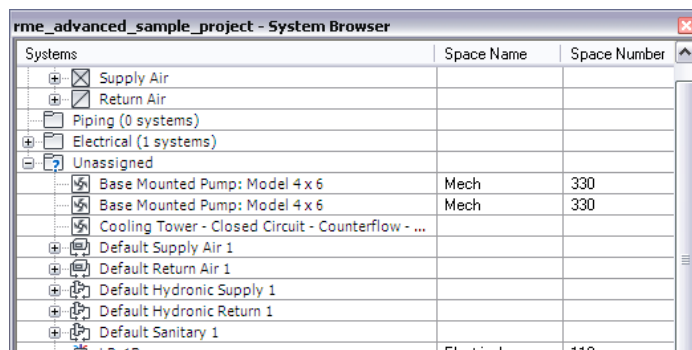 rme_advanced_sample_project - System Browser
Systems Space Name Space Number
Supply Air
Return Air
Piping (0 systems)
Electrical (1 systems)
Unassigned
Base Mounted Pump: Model 4 x 6 Mech 330
Base Mounted Pump: Model 4 x 6 Mech 330
Cooling Tower - Closed Circuit - Counterflow - ...
Default Supply Air 1
Default Return Air 1
Default Hydronic Supply 1
Default Hydronic Return 1
Default Sanitary 1